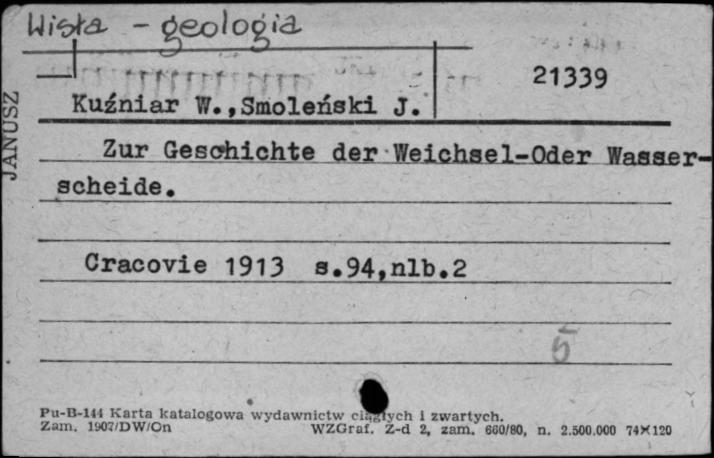 Wisła - geologia
21339
Kuźniar W.,Smoleński J.
JANUSZ
Zur Geschichte der Weichsel-Oder Wasser-
scheide.
Cracovie 1913 s.94,nlb.2
5
Pu-B-144 Karta katalogowa wydawnictw ciągłych i zwartych.
Zam. 1907/DW/On WZGraf. Z-d 2, zam. 660/80, n. 2.500.000 74×120